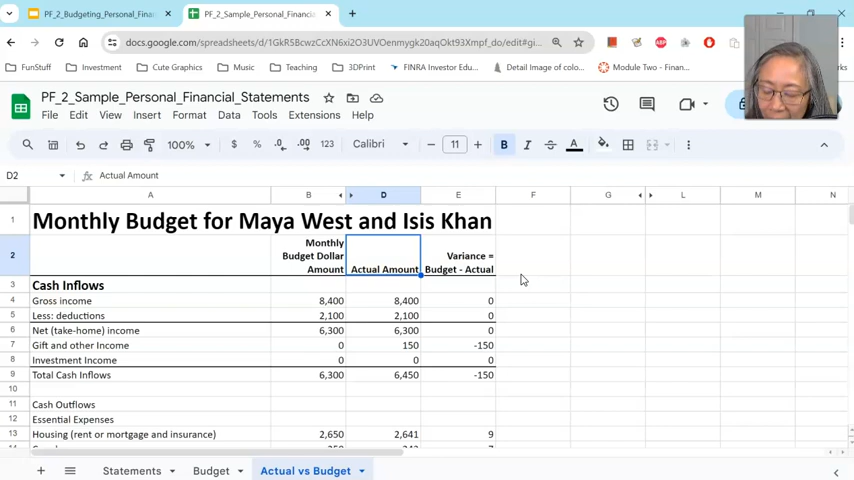 PF_2_Budgeting_Personal_Finan
PF_2_Sample_Personal_Financi
docs.google.com/spreadsheets/d/1GkR5BcwzCcXN6xi2O3UVOenmygk20aqOkt93Xmpf_do/edit#gi
FunStuff Investment Cute Graphics Music Teaching 3DPrint FINRA Investor Edu... Detail Image of colo... Module Two - Finan...
PF_2_Sample_Personal_Financial_Statements
File Edit View Insert Format Data Tools Extensions Help
100% $ % .0 .00 123 Calibri 11 B I S A
D2 fx Actual Amount
A B D E F G L M N
1 Monthly Budget for Maya West and Isis Khan
2 Monthly Budget Dollar Amount Actual Amount Variance = Budget - Actual
3 Cash Inflows
4 Gross income 8,400 8,400 0
5 Less: deductions 2,100 2,100 0
6 Net (take-home) income 6,300 6,300 0
7 Gift and other Income 0 150 -150
8 Investment Income 0 0 0
9 Total Cash Inflows 6,300 6,450 -150
10
11 Cash Outflows
12 Essential Expenses
13 Housing (rent or mortgage and insurance) 2,650 2,641 9
Statements Budget Actual vs Budget